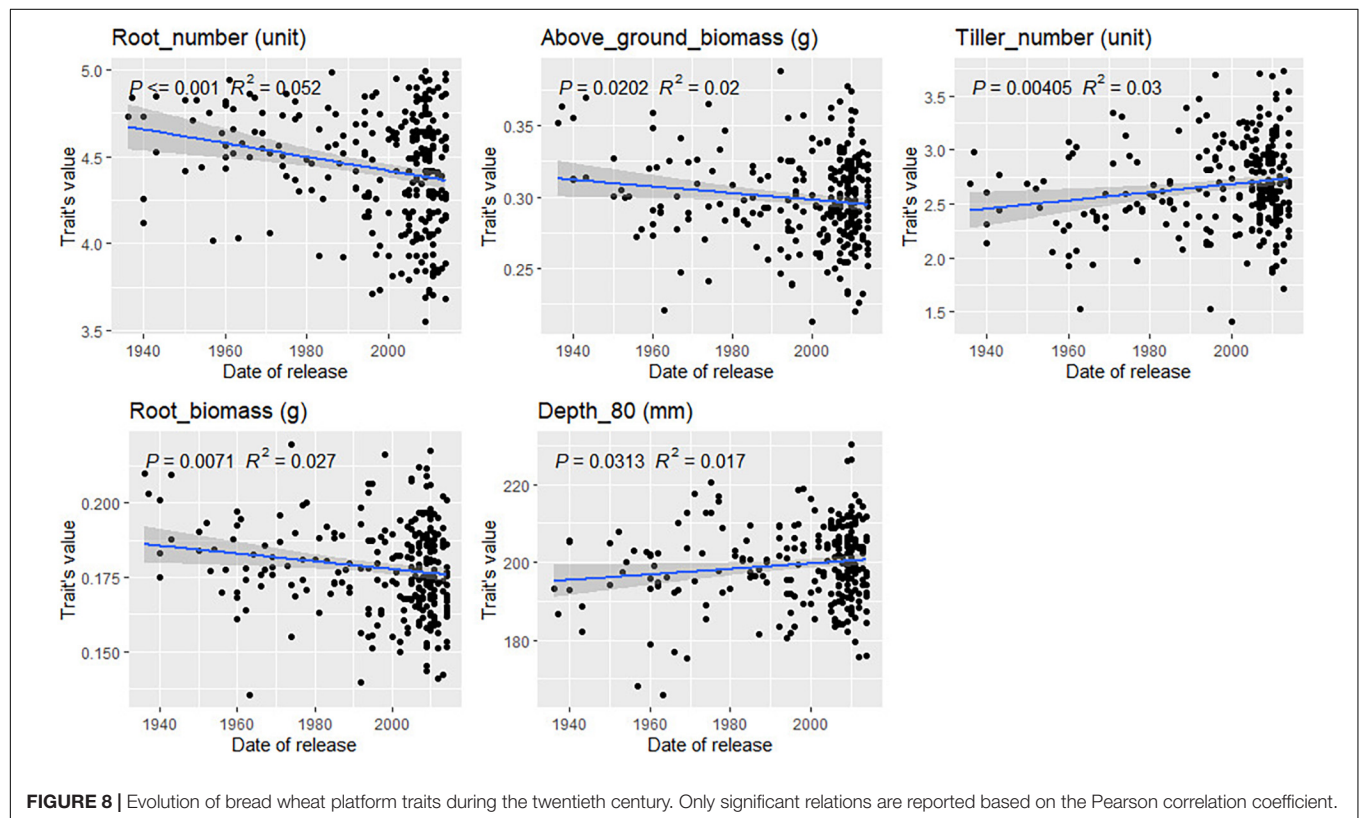 Root_number (unit)
P <= 0.001 R² = 0.052
5.0
4.5
4.0
3.5
Trait's value
1940 1960 1980 2000
Date of release
Above_ground_biomass (g)
P = 0.0202 R² = 0.02
0.35
0.30
0.25
Trait's value
1940 1960 1980 2000
Date of release
Tiller_number (unit)
P = 0.00405 R² = 0.03
3.5
3.0
2.5
2.0
1.5
Trait's value
1940 1960 1980 2000
Date of release
Root_biomass (g)
P = 0.0071 R² = 0.027
0.200
0.175
0.150
Trait's value
1940 1960 1980 2000
Date of release
Depth_80 (mm)
P = 0.0313 R² = 0.017
220
200
180
Trait's value
1940 1960 1980 2000
Date of release
FIGURE 8 | Evolution of bread wheat platform traits during the twentieth century. Only significant relations are reported based on the Pearson correlation coefficient.